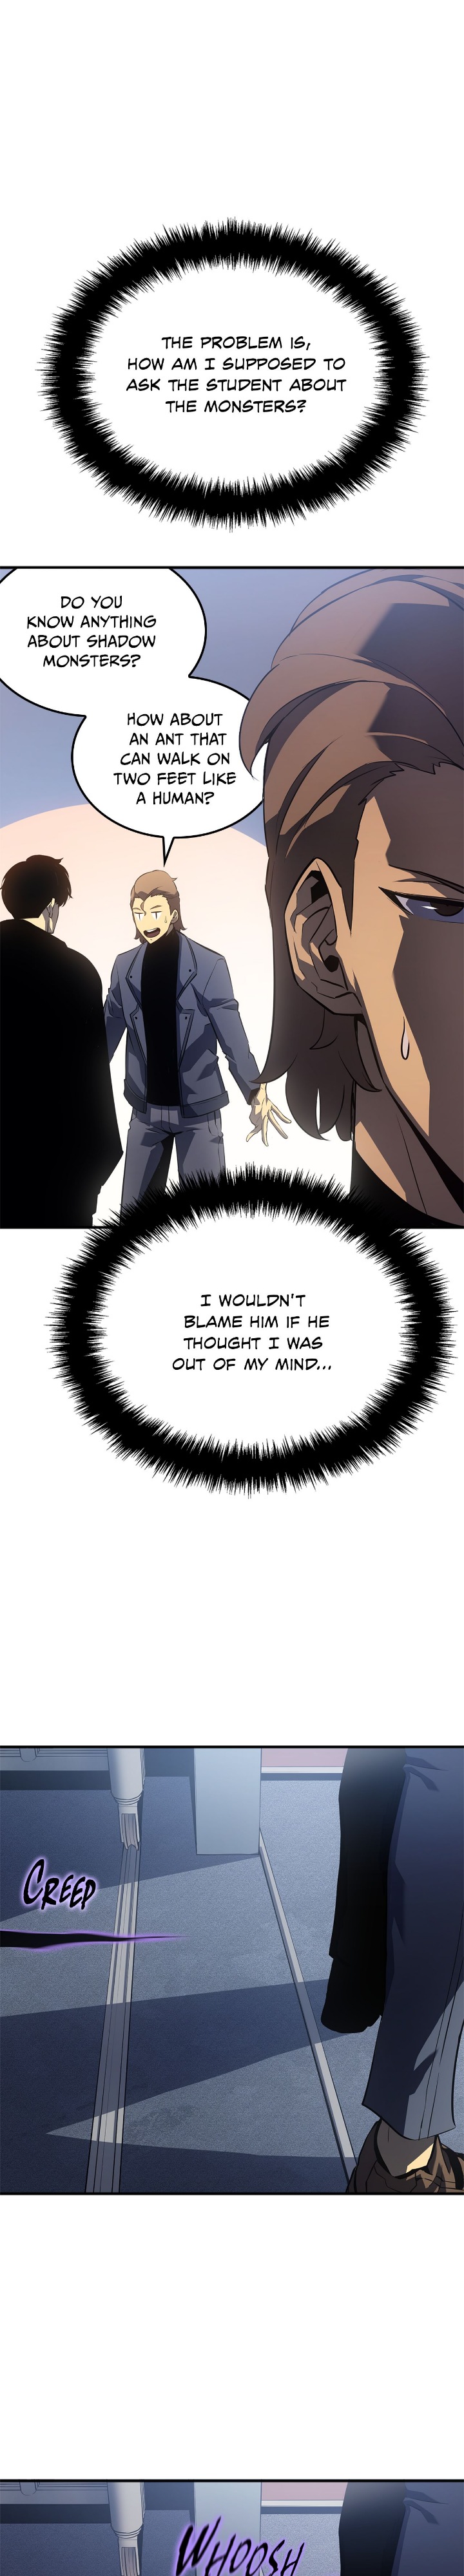 THE PROBLEM IS,
HOW AM I SUPPOSED TO
ASK THE STUDENT ABOUT
THE MONSTERS?
DO YOU
KNOW ANYTHING
ABOUT SHADOW
MONSTERS?
HOW ABOUT
AN ANT THAT
CAN WALK ON
TWO FEET LIKE
A HUMAN?
I WOULDN'T
BLAME HIM IF HE
THOUGHT I WAS
OUT OF MY MIND...
CREEP
WHOOSH